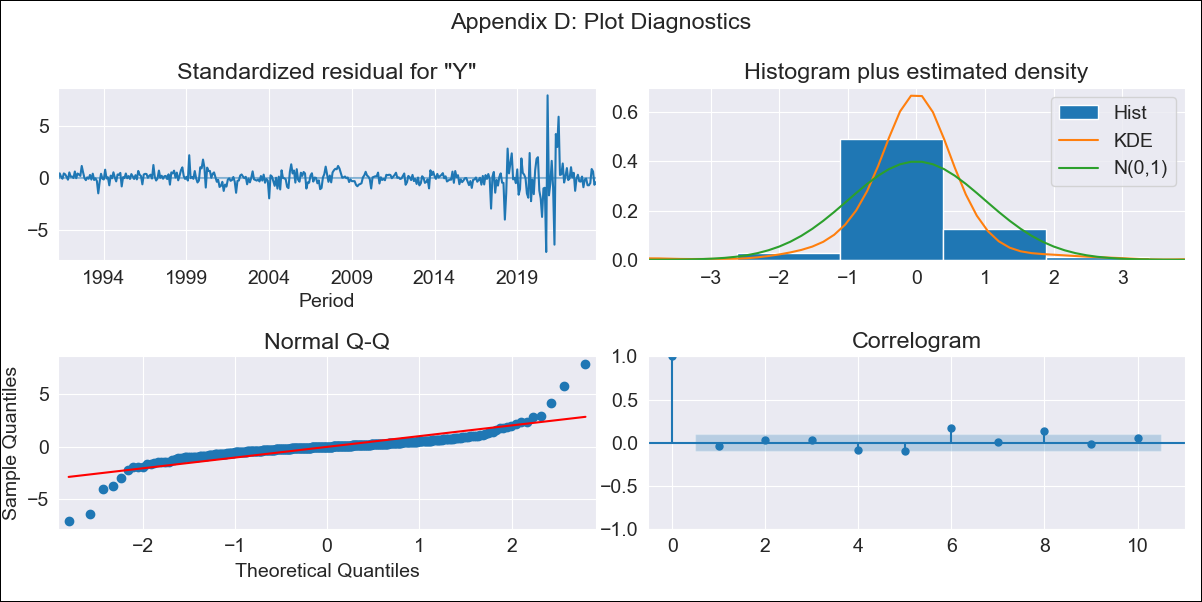 Appendix D: Plot Diagnostics
Standardized residual for "Y"
5
0
−5
1994 1999 2004 2009 2014 2019
Period
Histogram plus estimated density
0.6
0.4
0.2
0.0
Hist
KDE
N(0,1)
−3 −2 −1 0 1 2 3
Normal Q-Q
Sample Quantiles
5
0
−5
−2 −1 0 1 2
Theoretical Quantiles
Correlogram
1.0
0.5
0.0
−0.5
−1.0
0 2 4 6 8 10